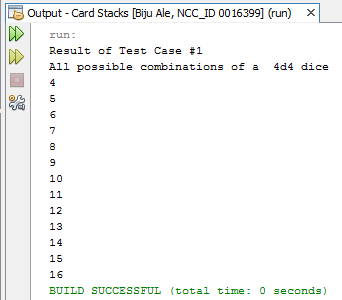 Output - Card Stacks [Biju Ale, NCC_ID 0016399] (run)
run:
Result of Test Case #1
All possible combinations of a  4d4 dice
4
5
6
7
8
9
10
11
12
13
14
15
16
BUILD SUCCESSFUL (total time: 0 seconds)